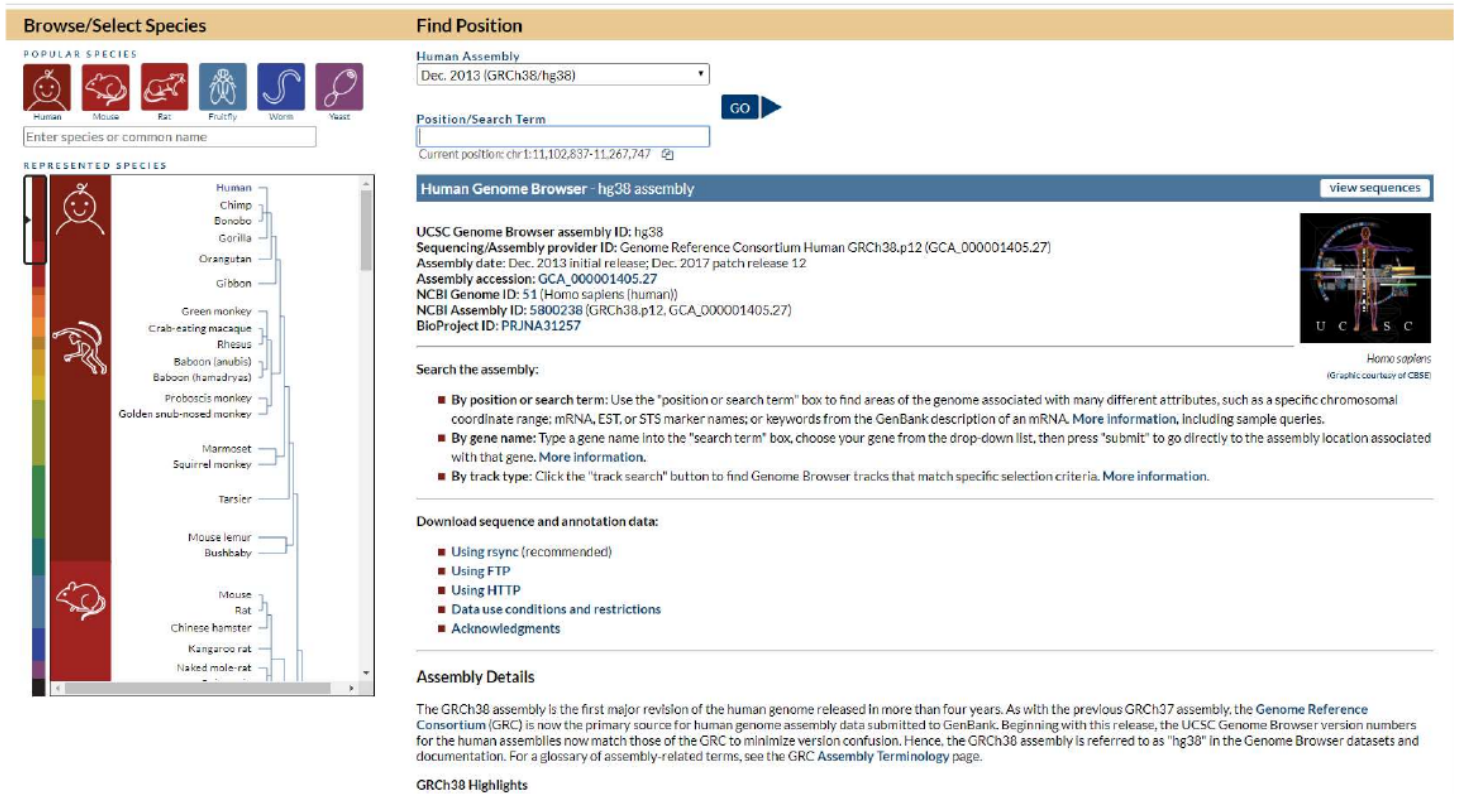 Browse/Select Species
Find Position
POPULAR SPECIES
Human
Mouse
Rat
Fruitfly
Worm
Yeast
Enter species or common name
REPRESENTED SPECIES
Human
Chimp
Bonobo
Gorilla
Orangutan
Gibbon
Green monkey
Crab-eating macaque
Rhesus
Baboon (anubis)
Baboon (hamadryas)
Proboscis monkey
Golden snub-nosed monkey
Marmoset
Squirrel monkey
Tarsier
Mouse lemur
Bushbaby
Mouse
Rat
Chinese hamster
Kangaroo rat
Naked mole-rat
Human Assembly
Dec. 2013 (GRCh38/hg38)
GO
Position/Search Term
Current position: chr1:11,102,837-11,267,747
Human Genome Browser - hg38 assembly
view sequences
UCSC Genome Browser assembly ID: hg38
Sequencing/Assembly provider ID: Genome Reference Consortium Human GRCh38.p12 (GCA_000001405.27)
Assembly date: Dec. 2013 initial release; Dec. 2017 patch release 12
Assembly accession: GCA_000001405.27
NCBI Genome ID: 51 (Homo sapiens (human))
NCBI Assembly ID: 5800238 (GRCh38.p12, GCA_000001405.27)
BioProject ID: PRJNA31257
U C S C
Homo sapiens
(Graphic courtesy of CBSE)
Search the assembly:
■ By position or search term: Use the "position or search term" box to find areas of the genome associated with many different attributes, such as a specific chromosomal
coordinate range; mRNA, EST, or STS marker names; or keywords from the GenBank description of an mRNA. More information, including sample queries.
■ By gene name: Type a gene name into the "search term" box, choose your gene from the drop-down list, then press "submit" to go directly to the assembly location associated
with that gene. More information.
■ By track type: Click the "track search" button to find Genome Browser tracks that match specific selection criteria. More information.
Download sequence and annotation data:
■ Using rsync (recommended)
■ Using FTP
■ Using HTTP
■ Data use conditions and restrictions
■ Acknowledgments
Assembly Details
The GRCh38 assembly is the first major revision of the human genome released in more than four years. As with the previous GRCh37 assembly, the Genome Reference
Consortium (GRC) is now the primary source for human genome assembly data submitted to GenBank. Beginning with this release, the UCSC Genome Browser version numbers
for the human assemblies now match those of the GRC to minimize version confusion. Hence, the GRCh38 assembly is referred to as "hg38" in the Genome Browser datasets and
documentation. For a glossary of assembly-related terms, see the GRC Assembly Terminology page.
GRCh38 Highlights